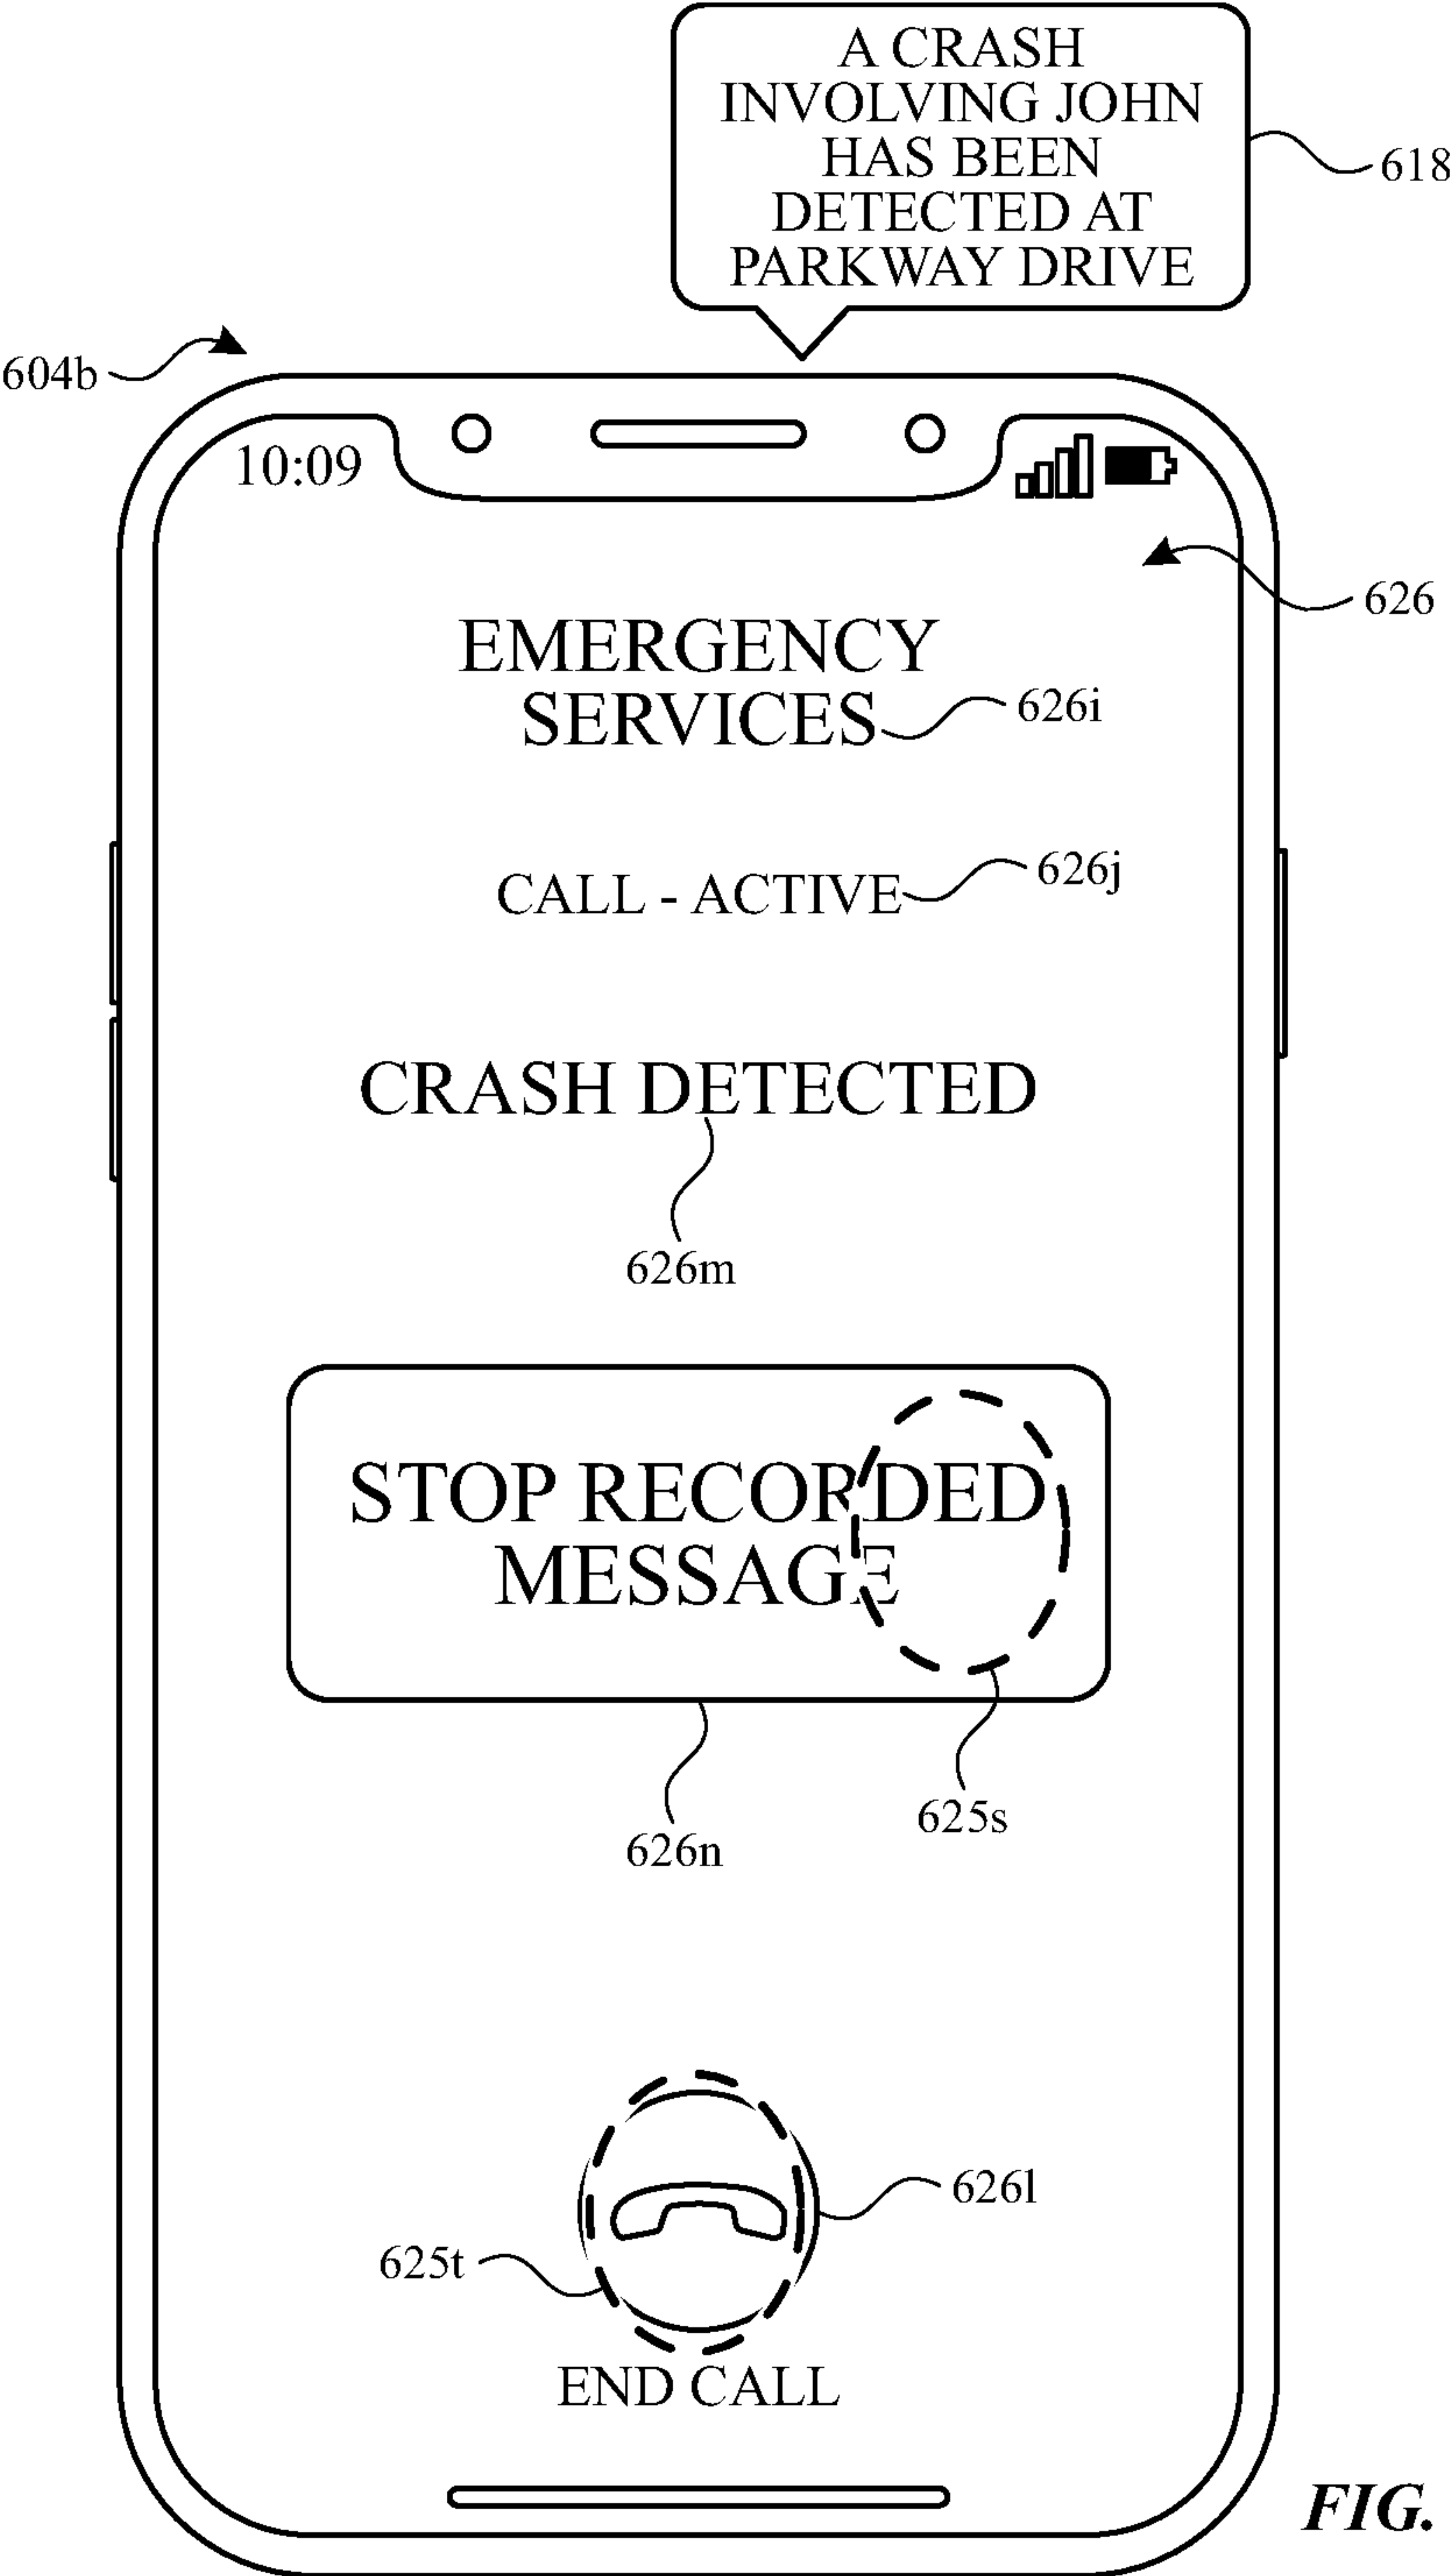 A CRASH
INVOLVING JOHN
HAS BEEN
DETECTED AT
PARKWAY DRIVE
618
604b
10:09
626
EMERGENCY
SERVICES
626i
CALL - ACTIVE
626j
CRASH DETECTED
626m
STOP RECORDED
MESSAGE
625s
626n
626l
625t
END CALL
FIG.